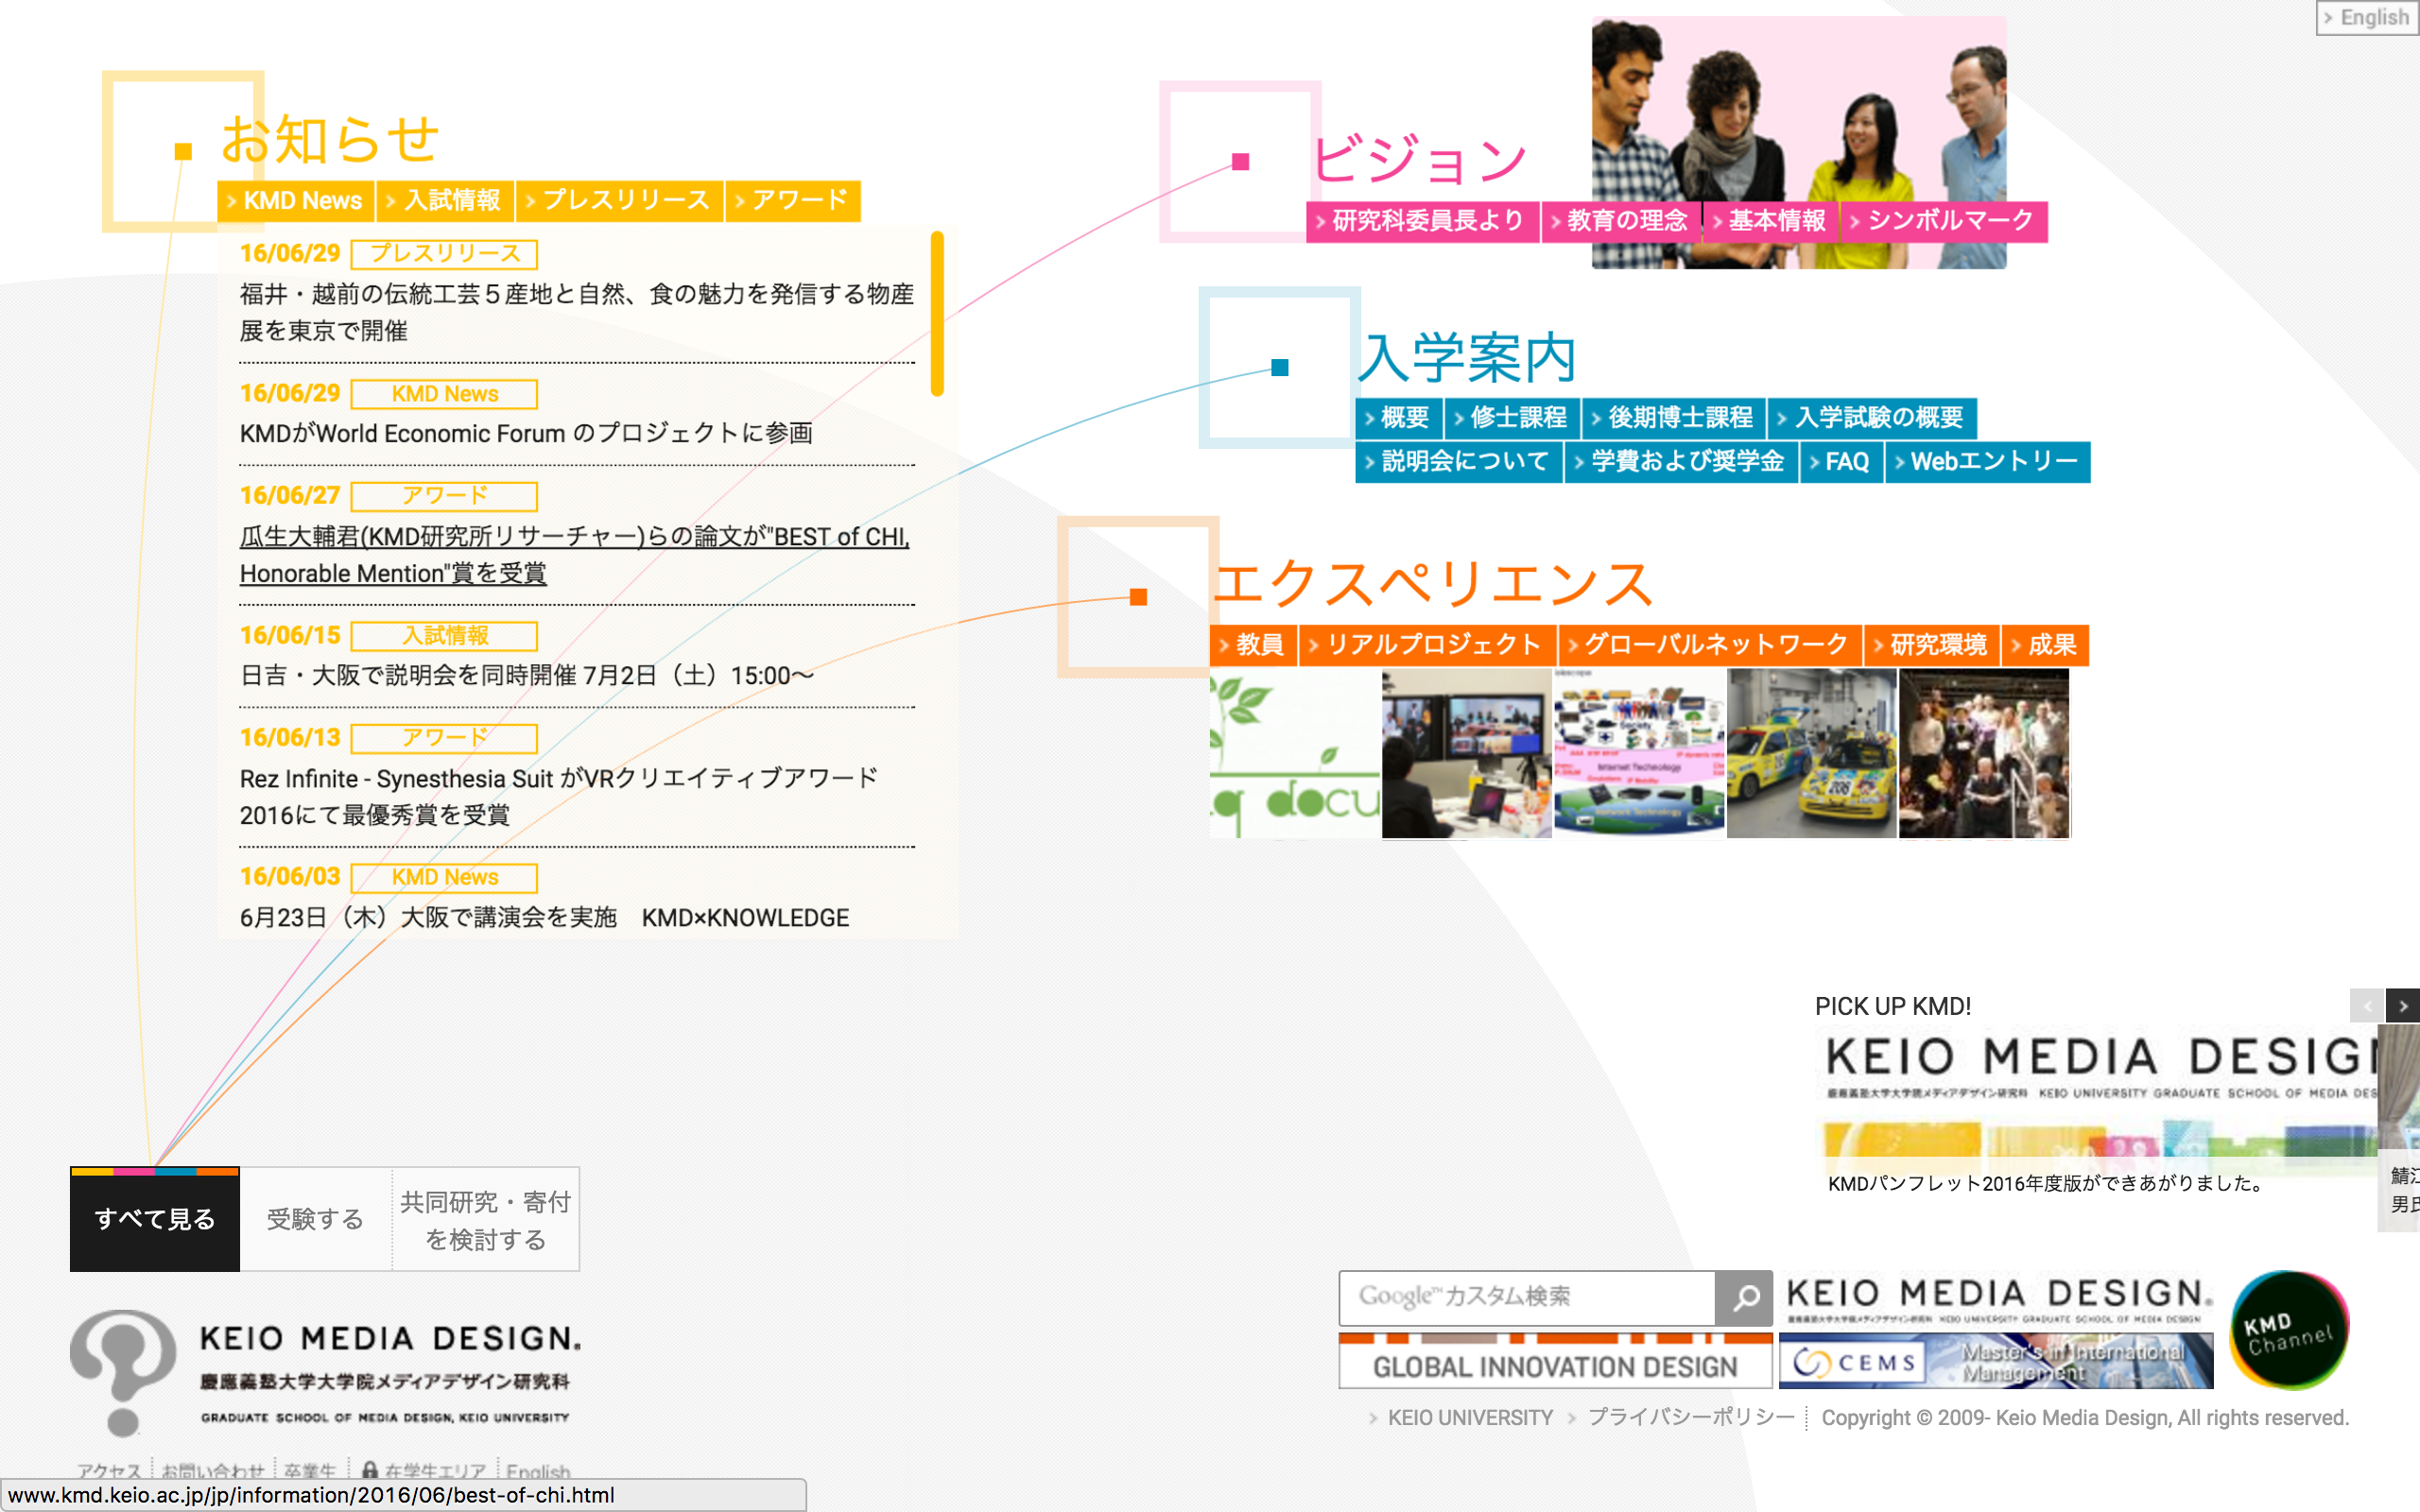 English
お知らせ
KMD News 入試情報 プレスリリース アワード
16/06/29 プレスリリース
福井・越前の伝統工芸５産地と自然、食の魅力を発信する物産
展を東京で開催
16/06/29 KMD News
KMDがWorld Economic Forum のプロジェクトに参画
16/06/27 アワード
瓜生大輔君(KMD研究所リサーチャー)らの論文が"BEST of CHI,
Honorable Mention"賞を受賞
16/06/15 入試情報
日吉・大阪で説明会を同時開催 7月2日（土）15:00〜
16/06/13 アワード
Rez Infinite - Synesthesia Suit がVRクリエイティブアワード
2016にて最優秀賞を受賞
16/06/03 KMD News
6月23日（木）大阪で講演会を実施　KMD×KNOWLEDGE
ビジョン
研究科委員長より 教育の理念 基本情報 シンボルマーク
入学案内
概要 修士課程 後期博士課程 入学試験の概要
説明会について 学費および奨学金 FAQ Webエントリー
エクスペリエンス
教員 リアルプロジェクト グローバルネットワーク 研究環境 成果
docu
Society
Internet Technology
Network Technology
206
PICK UP KMD!
KEIO MEDIA DESIG
慶應義塾大学大学院メディアデザイン研究科 KEIO UNIVERSITY GRADUATE SCHOOL OF MEDIA DES
KMDパンフレット2016年度版ができあがりました。
鯖江
男氏
すべて見る 受験する 共同研究・寄付
を検討する
KEIO MEDIA DESIGN.
慶應義塾大学大学院メディアデザイン研究科
GRADUATE SCHOOL OF MEDIA DESIGN, KEIO UNIVERSITY
アクセス お問い合わせ 卒業生 在学生エリア English
Google™カスタム検索
KEIO MEDIA DESIGN.
慶應義塾大学大学院メディアデザイン研究科 KEIO UNIVERSITY GRADUATE SCHOOL OF MEDIA DESIGN
GLOBAL INNOVATION DESIGN
CEMS Master's in International
Management
KMD
Channel
KEIO UNIVERSITY プライバシーポリシー Copyright © 2009- Keio Media Design, All rights reserved.
www.kmd.keio.ac.jp/jp/information/2016/06/best-of-chi.html